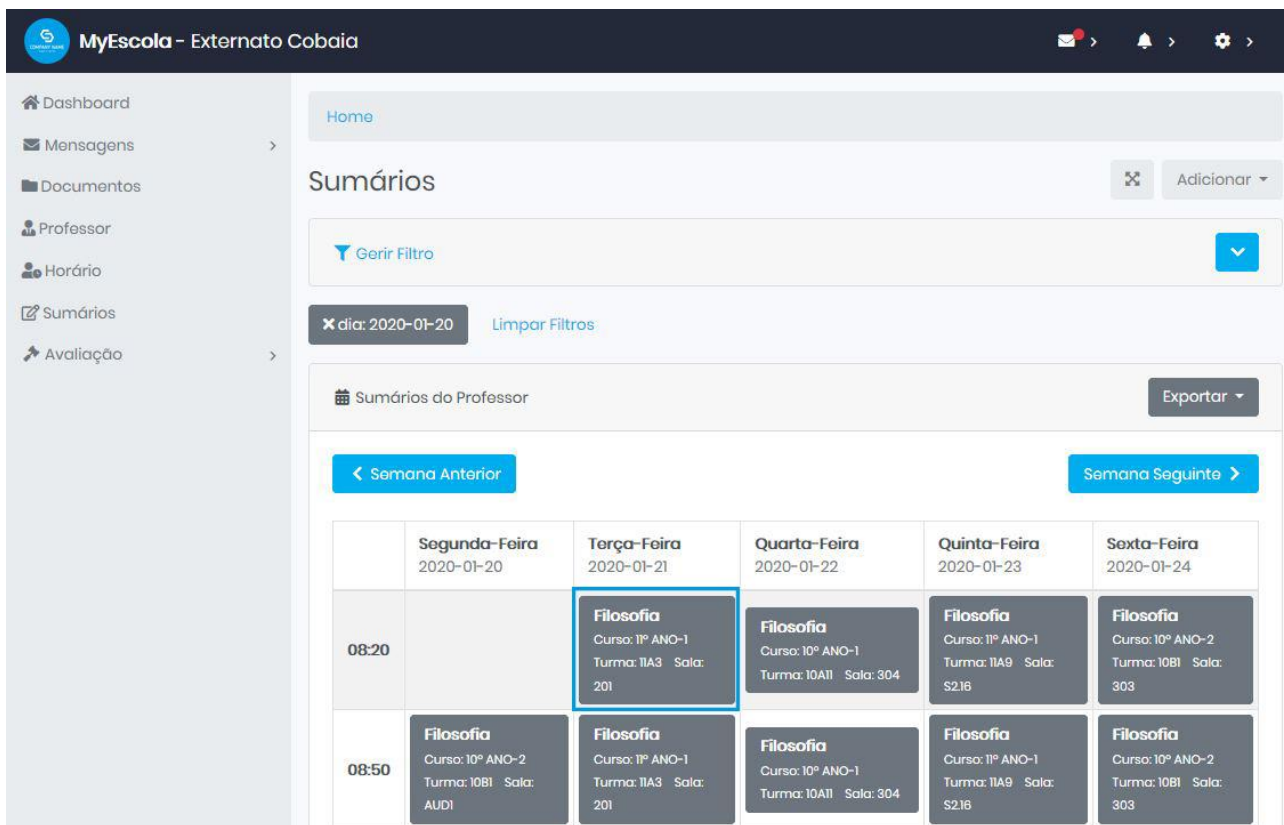 MyEscola - Externato Cobaia
Dashboard
Mensagens
Documentos
Professor
Horário
Sumários
Avaliação
Home
Sumários
Adicionar
Gerir Filtro
dia: 2020-01-20 Limpar Filtros
Sumários do Professor
Exportar
Semana Anterior
Semana Seguinte
Segunda-Feira Terça-Feira Quarta-Feira Quinta-Feira Sexta-Feira
2020-01-20 2020-01-21 2020-01-22 2020-01-23 2020-01-24
08:20
Filosofia
Curso: 11º ANO-1
Turma: 11A3 Sala:
201
Filosofia
Curso: 10º ANO-1
Turma: 10A11 Sala: 304
Filosofia
Curso: 11º ANO-1
Turma: 11A9 Sala:
S2.16
Filosofia
Curso: 10º ANO-2
Turma: 10B1 Sala:
303
08:50
Filosofia
Curso: 10º ANO-2
Turma: 10B1 Sala:
AUD1
Filosofia
Curso: 11º ANO-1
Turma: 11A3 Sala:
201
Filosofia
Curso: 10º ANO-1
Turma: 10A11 Sala: 304
Filosofia
Curso: 11º ANO-1
Turma: 11A9 Sala:
S2.16
Filosofia
Curso: 10º ANO-2
Turma: 10B1 Sala:
303